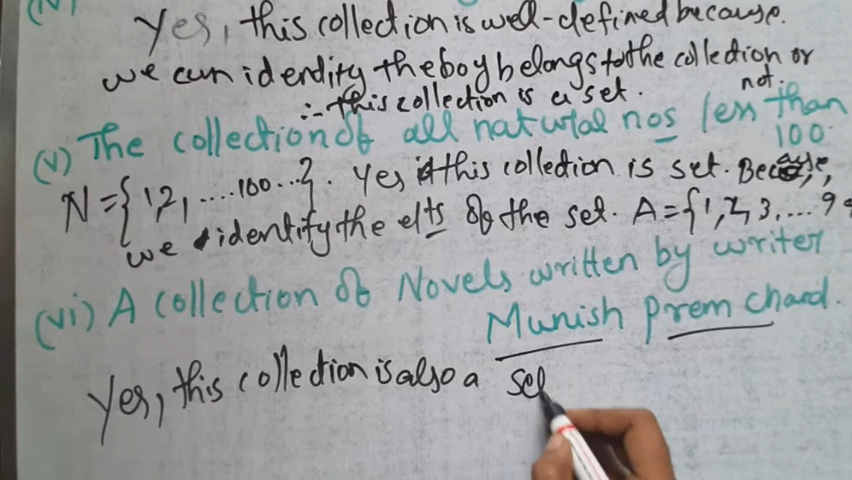 Yes, this collection is well-defined because.
we can identity the boy belongs to the collection or
not.
∴ this collection is a set.
(v) The collection of all natural nos less than
100.
N = {1,2, ....100...}. Yes this collection is set. Because,
we identify the elts of the set. A = {1, 2, 3, .... 99
(vi) A collection of Novels written by writer
Munish Prem chand.
Yes, this collection is also a set